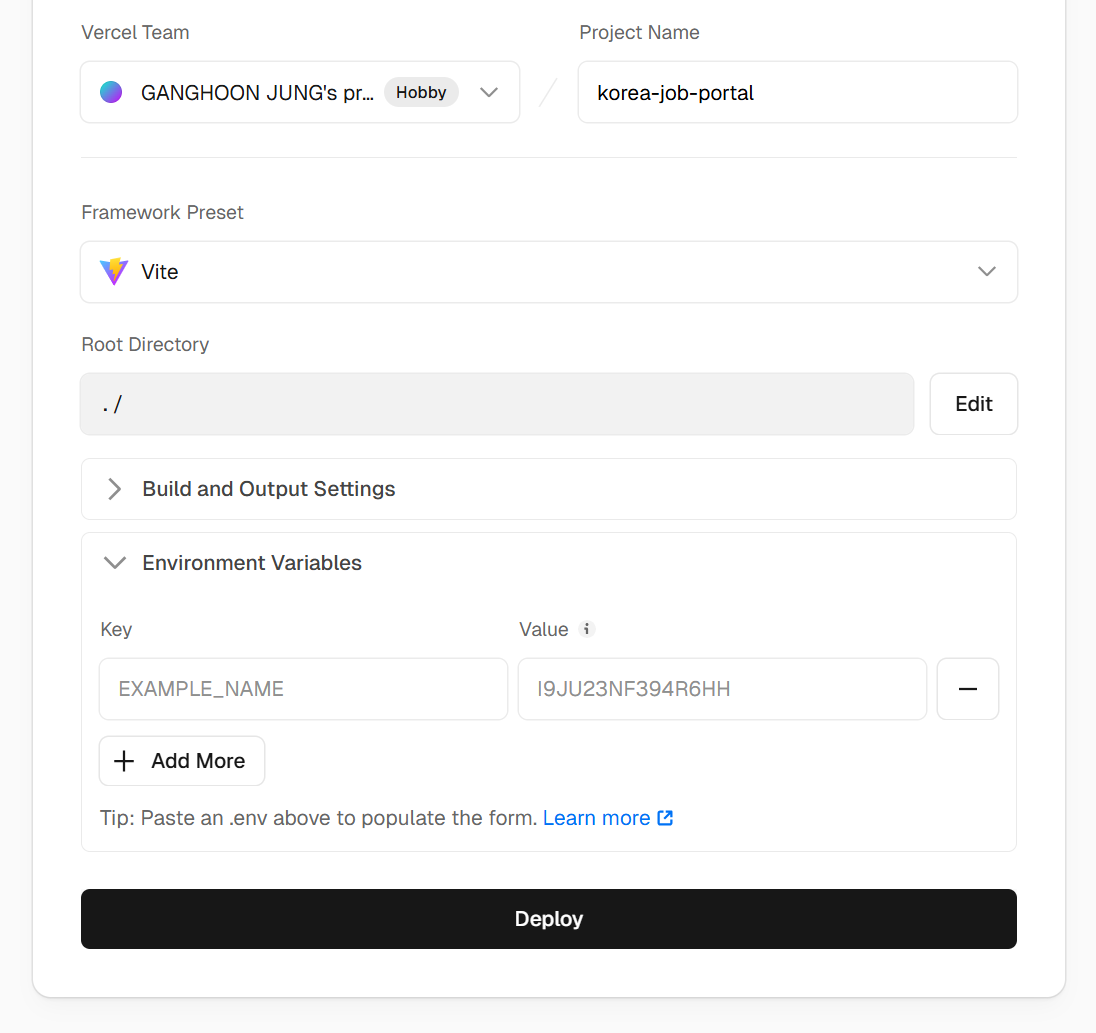 Vercel Team
Project Name
GANGHOON JUNG's pr... Hobby
korea-job-portal
Framework Preset
Vite
Root Directory
./
Edit
Build and Output Settings
Environment Variables
Key
Value
EXAMPLE_NAME
I9JU23NF394R6HH
Add More
Tip: Paste an .env above to populate the form. Learn more
Deploy